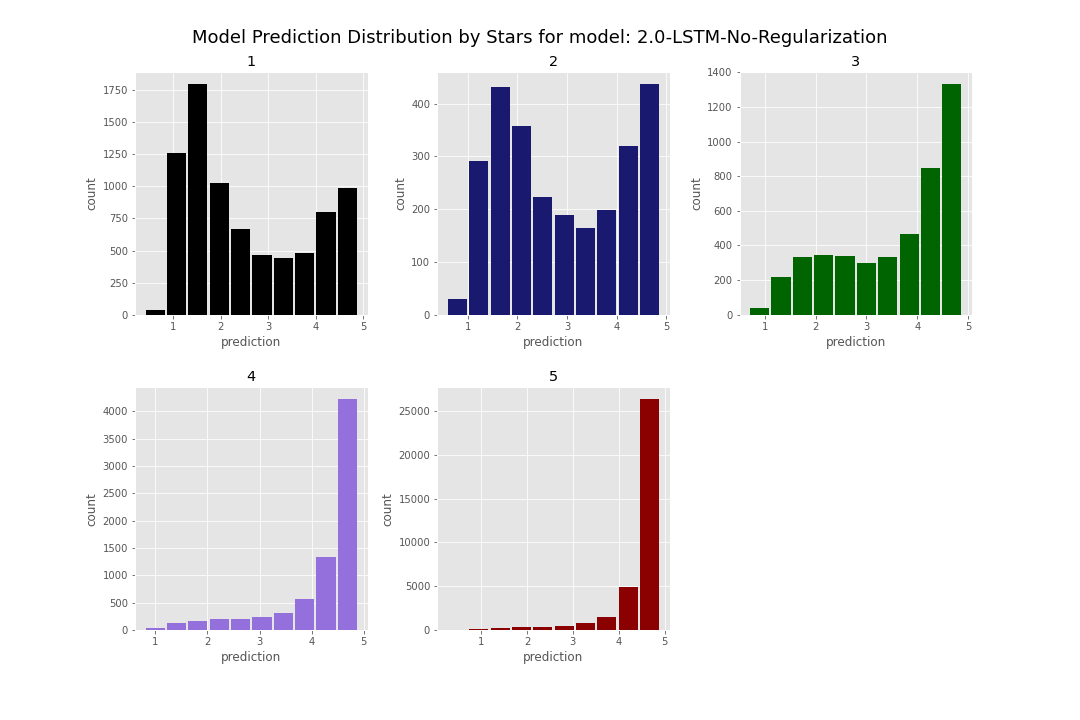 Model Prediction Distribution by Stars for model: 2.0-LSTM-No-Regularization
1
2
3
1750
1500
1250
1000
750
500
250
0
count
1 2 3 4 5
prediction
400
300
200
100
0
count
1 2 3 4 5
prediction
1400
1200
1000
800
600
400
200
0
count
1 2 3 4 5
prediction
4
5
4000
3500
3000
2500
2000
1500
1000
500
0
count
1 2 3 4 5
prediction
25000
20000
15000
10000
5000
0
count
1 2 3 4 5
prediction